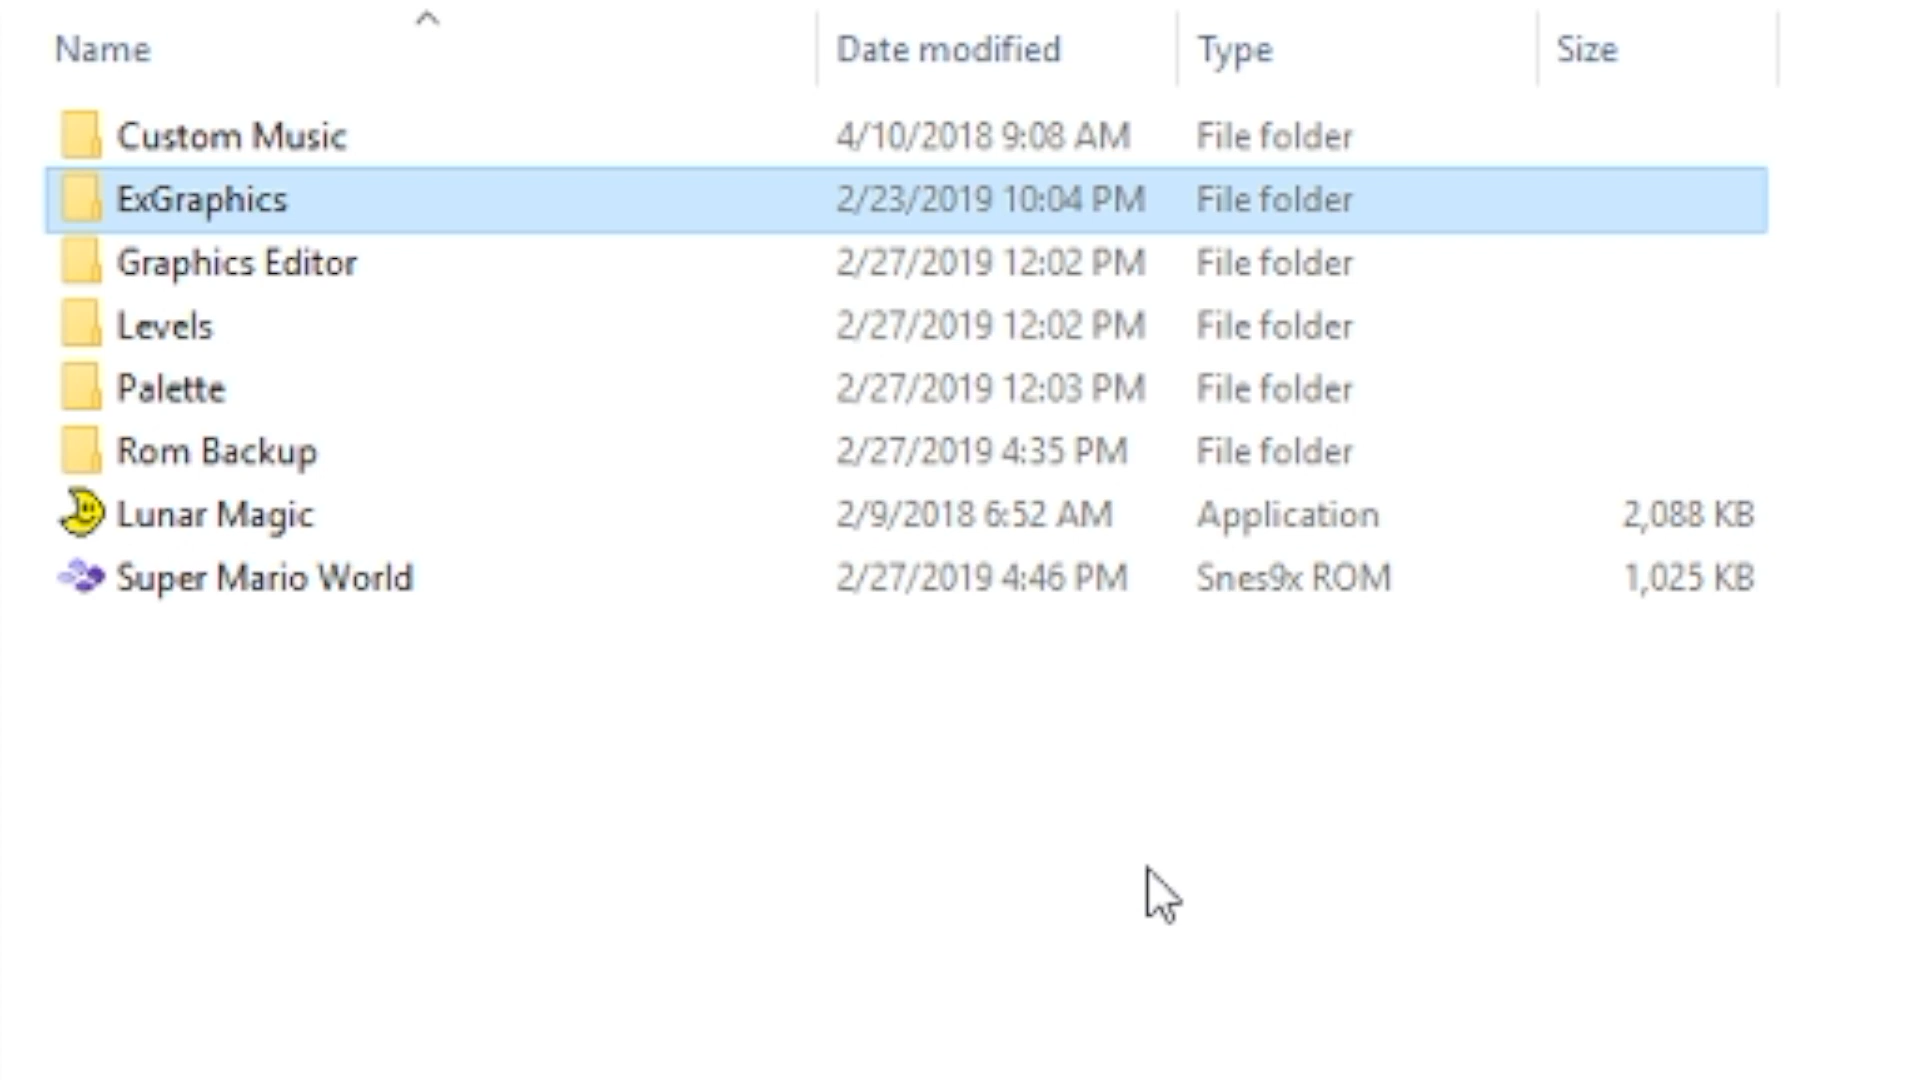 Name Date modified Type Size
Custom Music 4/10/2018 9:08 AM File folder
ExGraphics 2/23/2019 10:04 PM File folder
Graphics Editor 2/27/2019 12:02 PM File folder
Levels 2/27/2019 12:02 PM File folder
Palette 2/27/2019 12:03 PM File folder
Rom Backup 2/27/2019 4:35 PM File folder
Lunar Magic 2/9/2018 6:52 AM Application 2,088 KB
Super Mario World 2/27/2019 4:46 PM Snes9x ROM 1,025 KB